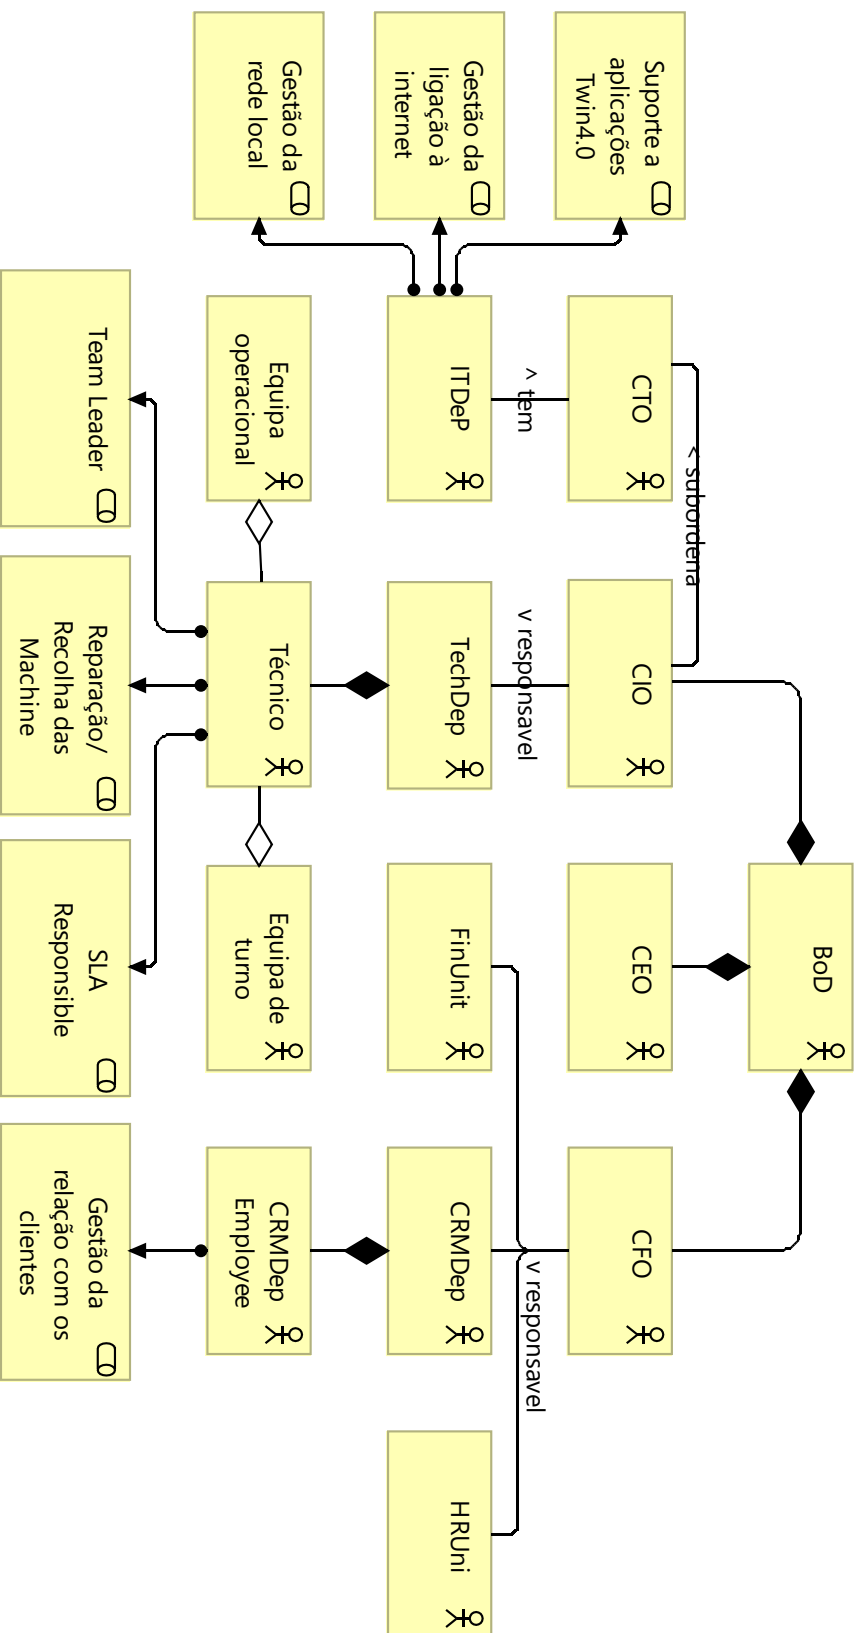 BoD
< subordena
CTO
CIO
CEO
CFO
^ tem
v responsavel
v responsavel
Suporte a
aplicações
Twin4.0
Gestão da
ligação à
internet
Gestão da
rede local
ITDeP
TechDep
FinUnit
CRMDep
HRUni
Equipa
operacional
Técnico
Equipa de
turno
CRMDep
Employee
Team Leader
Reparação/
Recolha das
Machine
SLA
Responsible
Gestão da
relação com os
clientes